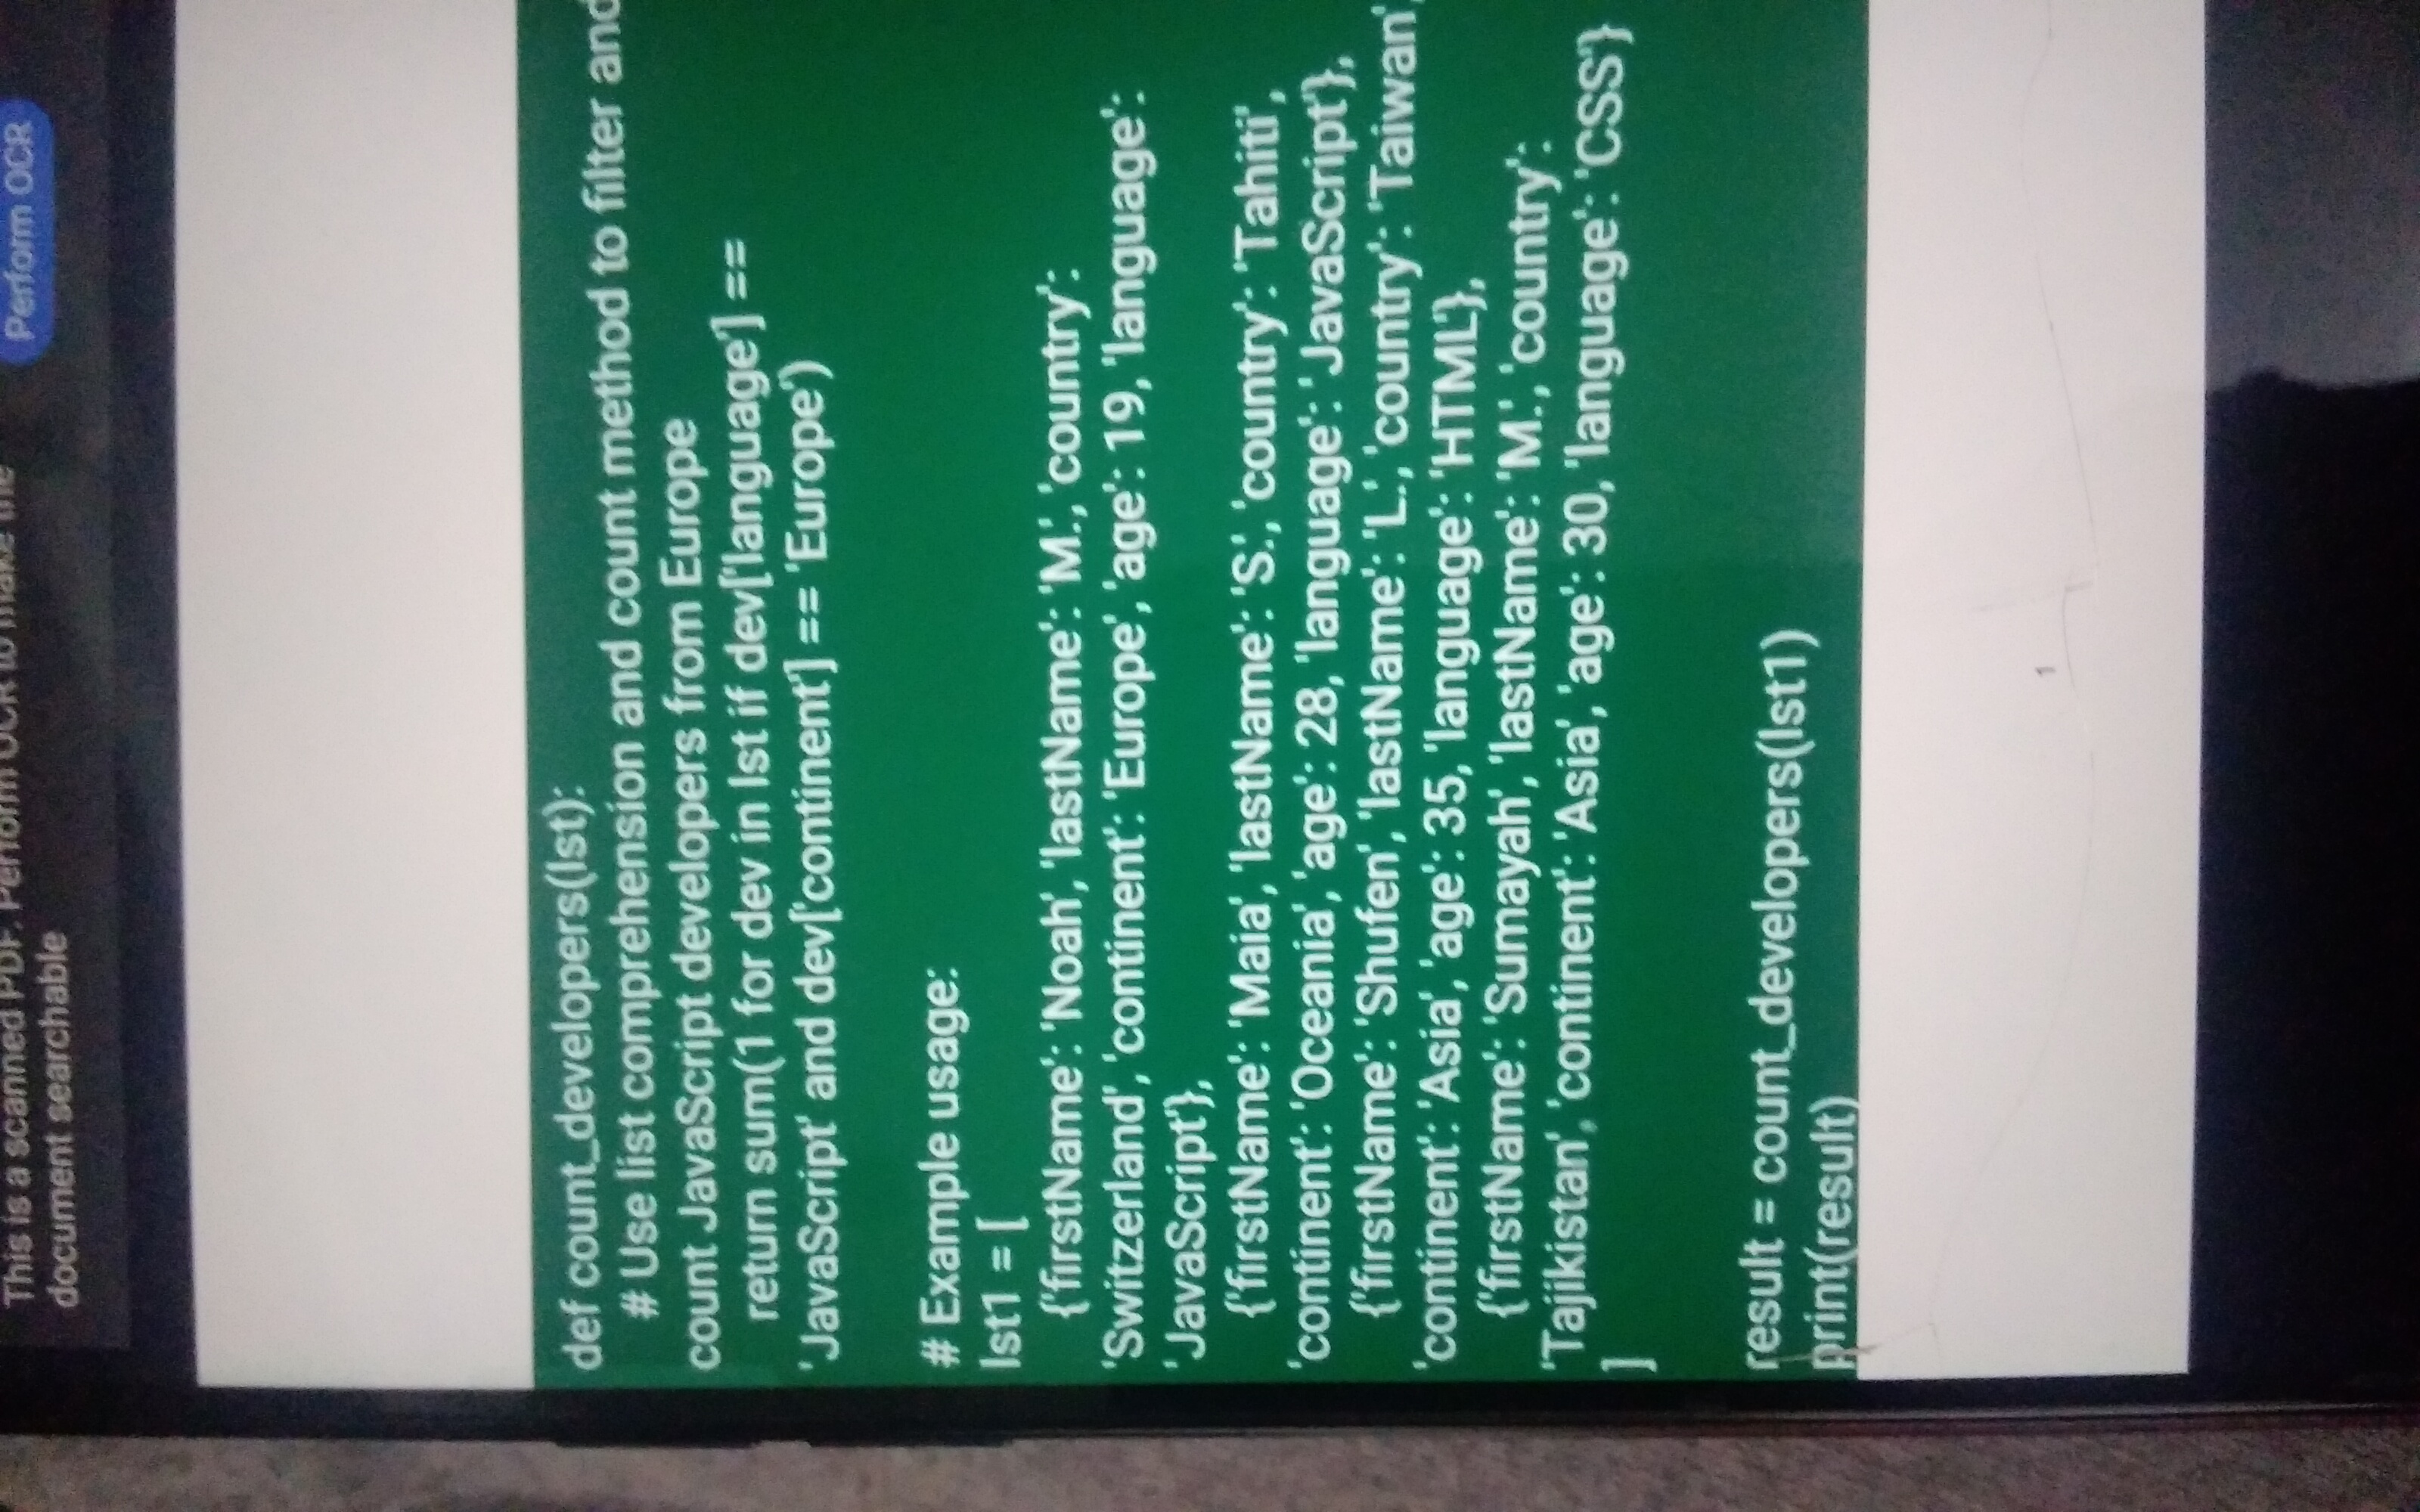 This is a scanned PDF. Perform OCR to make the
document searchable
Perform OCR
def count_developers(lst):
# Use list comprehension and count method to filter and
count JavaScript developers from Europe
return sum(1 for dev in lst if dev['language'] ==
'JavaScript' and dev['continent'] == 'Europe')
# Example usage:
lst1 = [
{'firstName': 'Noah', 'lastName': 'M.', 'country':
'Switzerland', 'continent': 'Europe', 'age': 19, 'language':
'JavaScript'},
{'firstName': 'Maia', 'lastName': 'S.', 'country': 'Tahiti',
'continent': 'Oceania', 'age': 28, 'language': 'JavaScript'},
{'firstName': 'Shufen', 'lastName': 'L.', 'country': 'Taiwan',
'continent': 'Asia', 'age': 35, 'language': 'HTML'},
{'firstName': 'Sumayah', 'lastName': 'M.', 'country':
'Tajikistan', 'continent': 'Asia', 'age': 30, 'language': 'CSS'}
]
result = count_developers(lst1)
print(result)